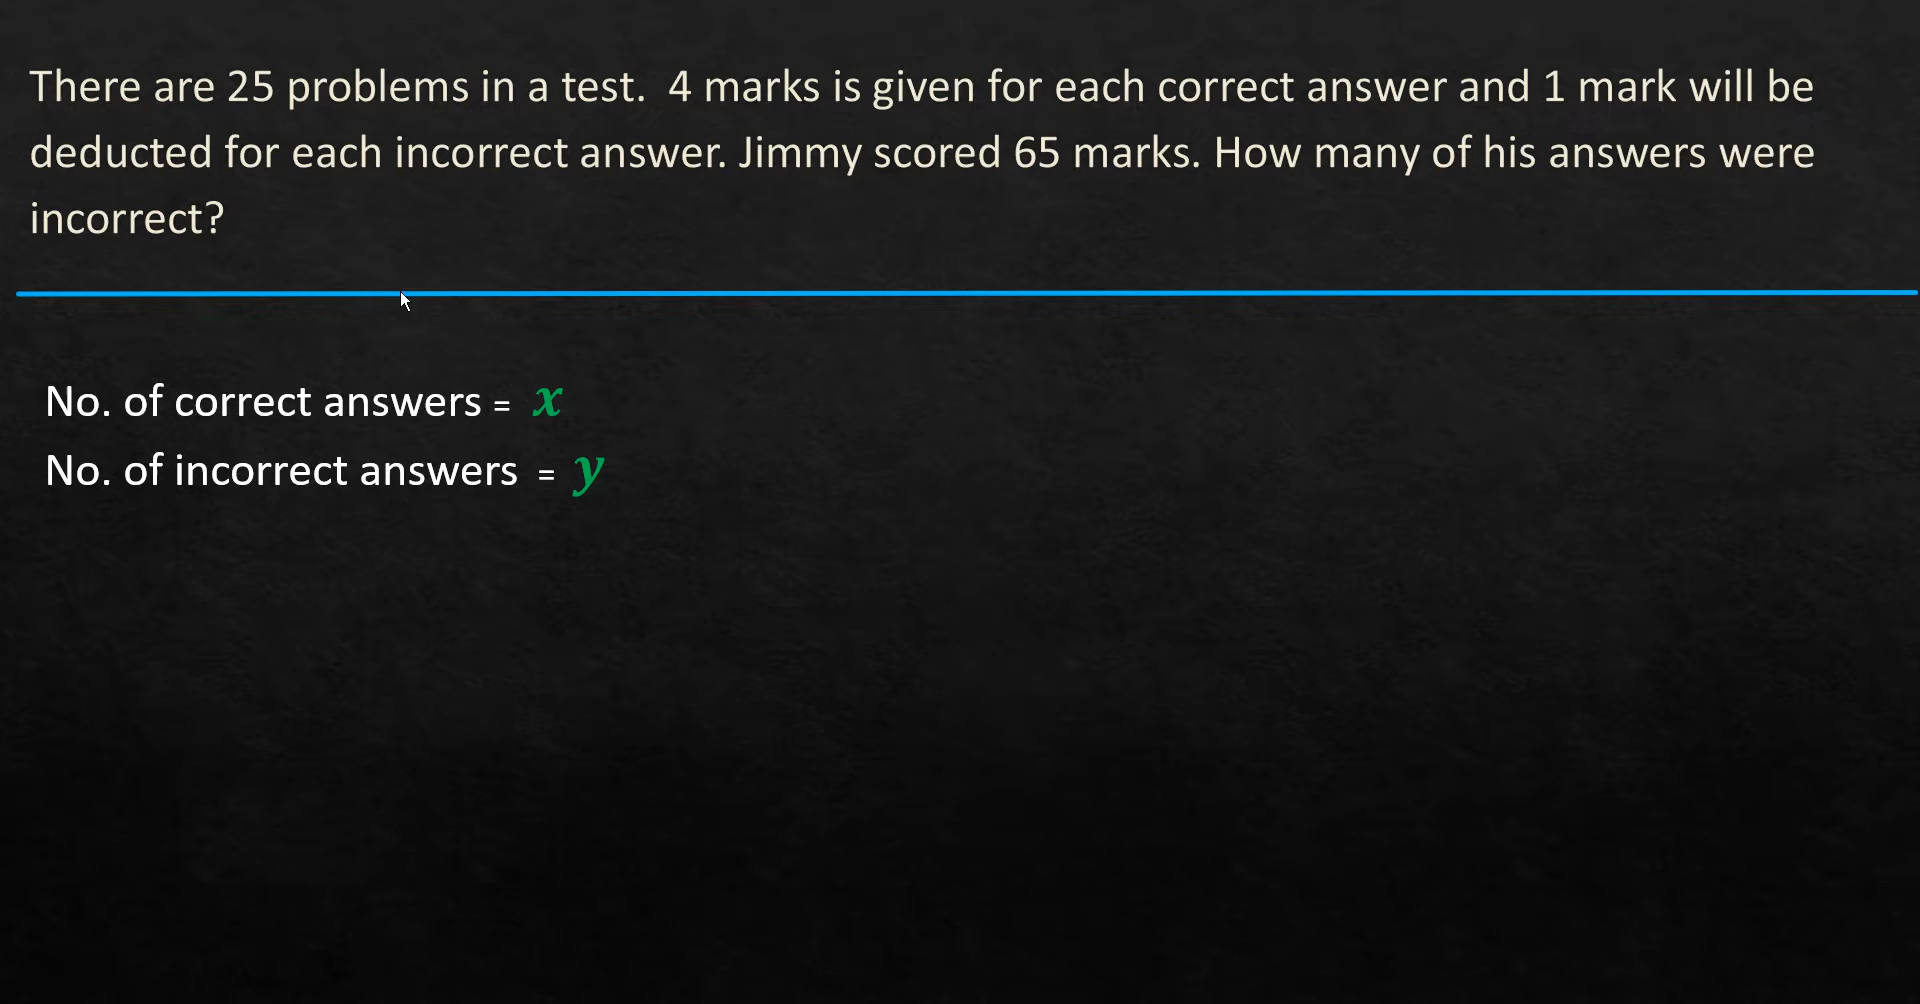 There are 25 problems in a test.  4 marks is given for each correct answer and 1 mark will be
deducted for each incorrect answer. Jimmy scored 65 marks. How many of his answers were
incorrect?
No. of correct answers = x
No. of incorrect answers = y